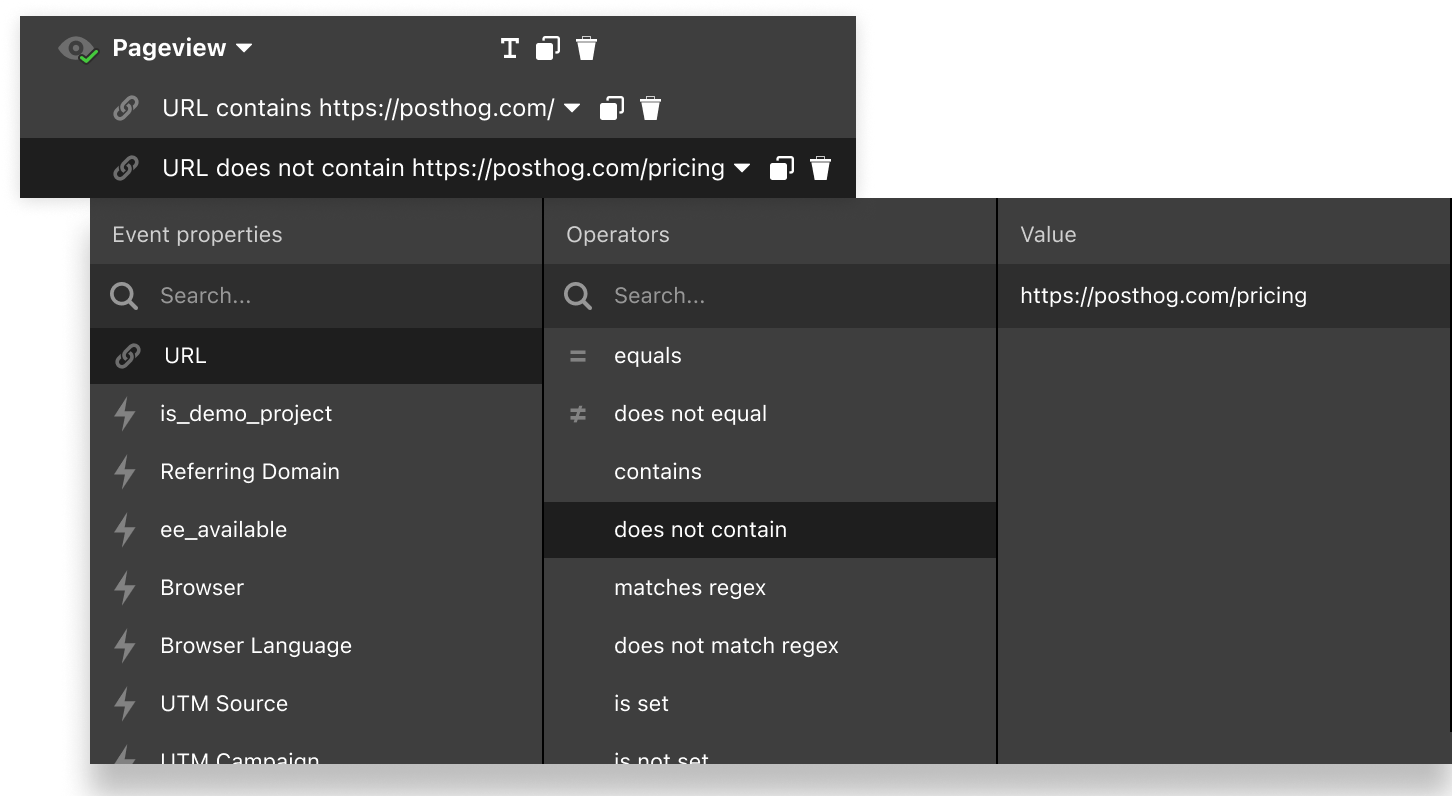 Pageview
URL contains https://posthog.com/
URL does not contain https://posthog.com/pricing
Event properties
Search...
URL
is_demo_project
Referring Domain
ee_available
Browser
Browser Language
UTM Source
UTM Campaign
Operators
Search...
= equals
≠ does not equal
contains
does not contain
matches regex
does not match regex
is set
is not set
Value
https://posthog.com/pricing